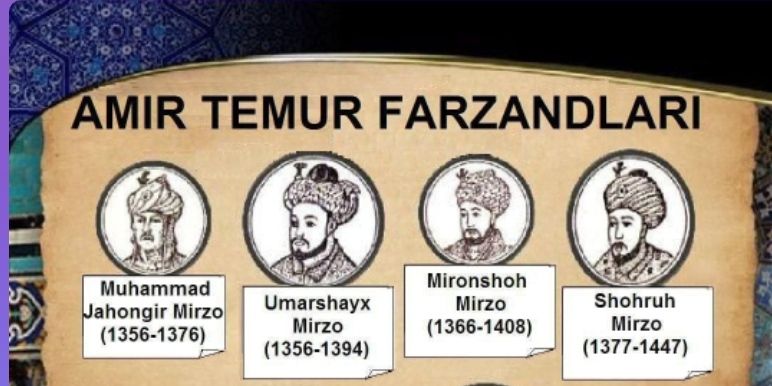 AMIR TEMUR FARZANDLARI
Muhammad
Jahongir Mirzo
(1356-1376)
Umarshayx
Mirzo
(1356-1394)
Mironshoh
Mirzo
(1366-1408)
Shohruh
Mirzo
(1377-1447)